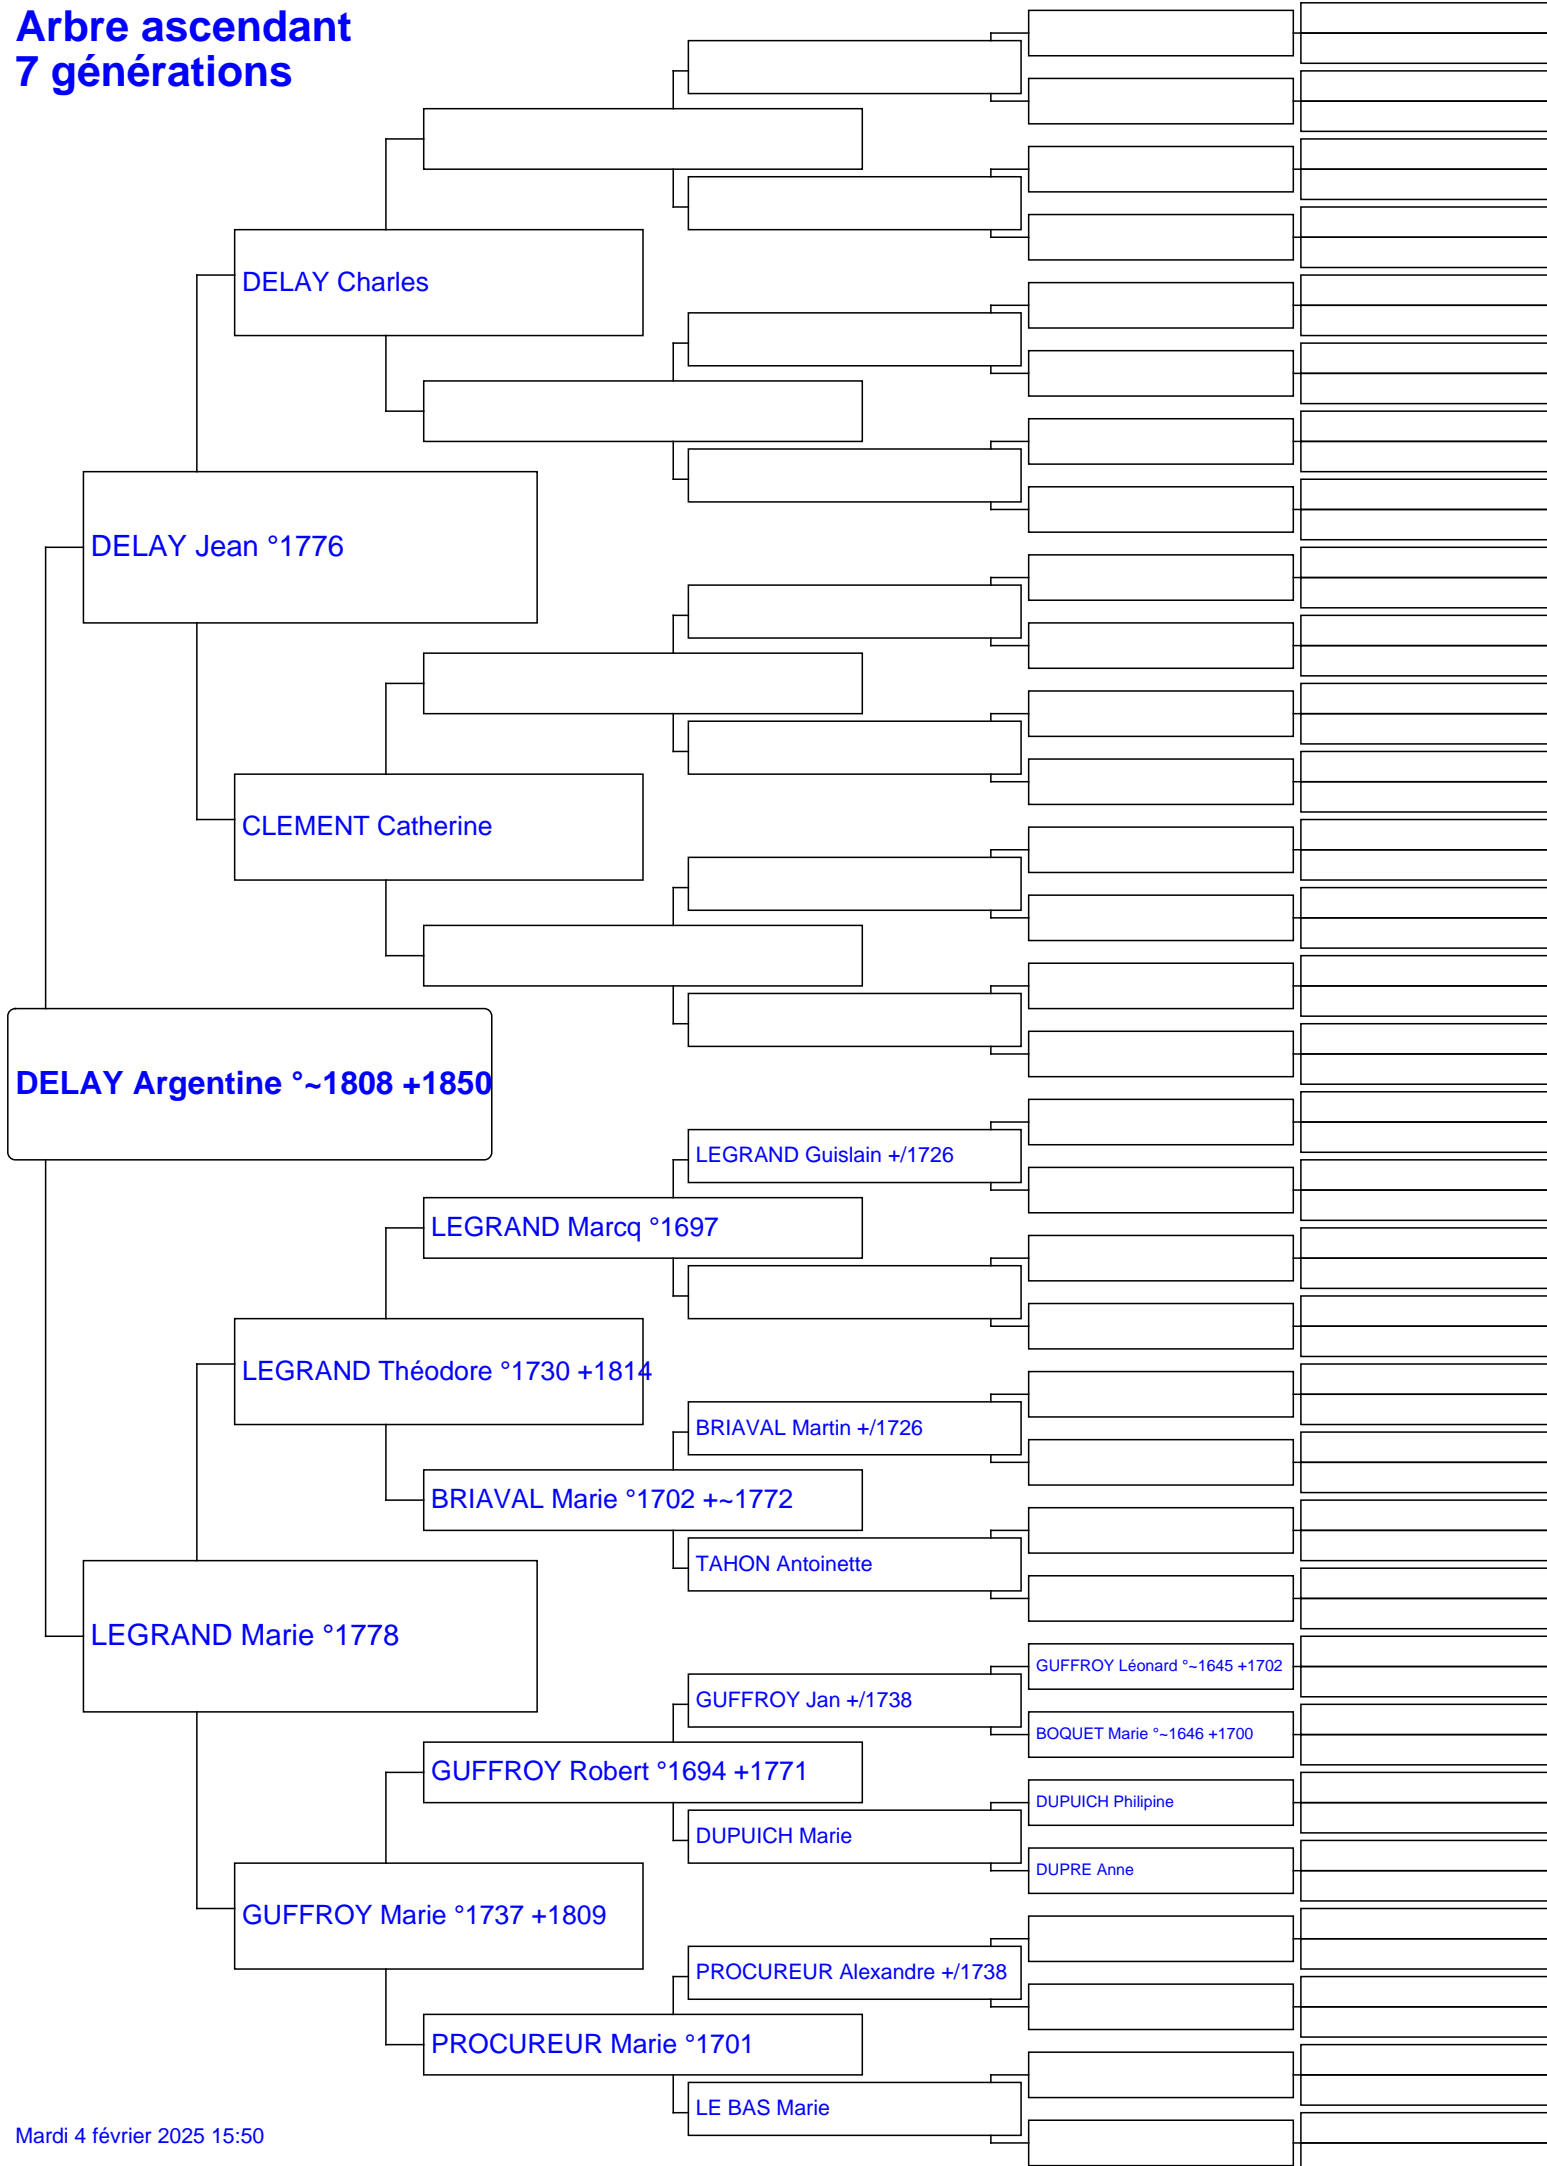 Arbre ascendant
7 générations
DELAY Charles
DELAY Jean °1776
CLEMENT Catherine
DELAY Argentine °~1808 +1850
LEGRAND Guislain +/1726
LEGRAND Marcq °1697
LEGRAND Théodore °1730 +1814
BRIAVAL Martin +/1726
BRIAVAL Marie °1702 +~1772
TAHON Antoinette
LEGRAND Marie °1778
GUFFROY Léonard °~1645 +1702
GUFFROY Jan +/1738
BOQUET Marie °~1646 +1700
GUFFROY Robert °1694 +1771
DUPUICH Philipine
DUPUICH Marie
DUPRE Anne
GUFFROY Marie °1737 +1809
PROCUREUR Alexandre +/1738
PROCUREUR Marie °1701
LE BAS Marie
Mardi 4 février 2025 15:50